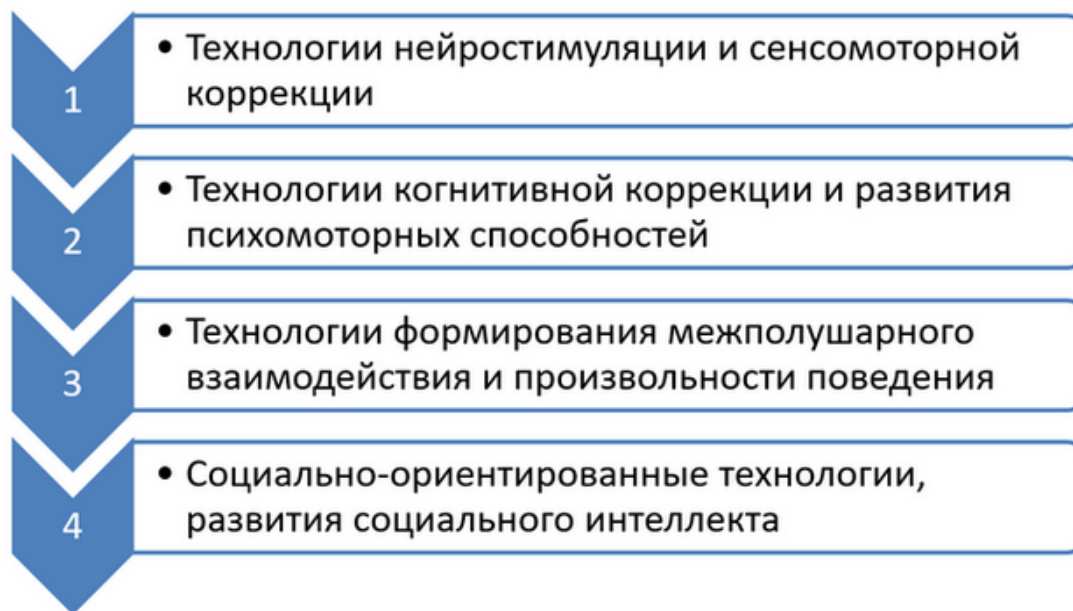 1
• Технологии нейростимуляции и сенсомоторной
коррекции
2
• Технологии когнитивной коррекции и развития
психомоторных способностей
3
• Технологии формирования межполушарного
взаимодействия и произвольности поведения
4
• Социально-ориентированные технологии,
развития социального интеллекта